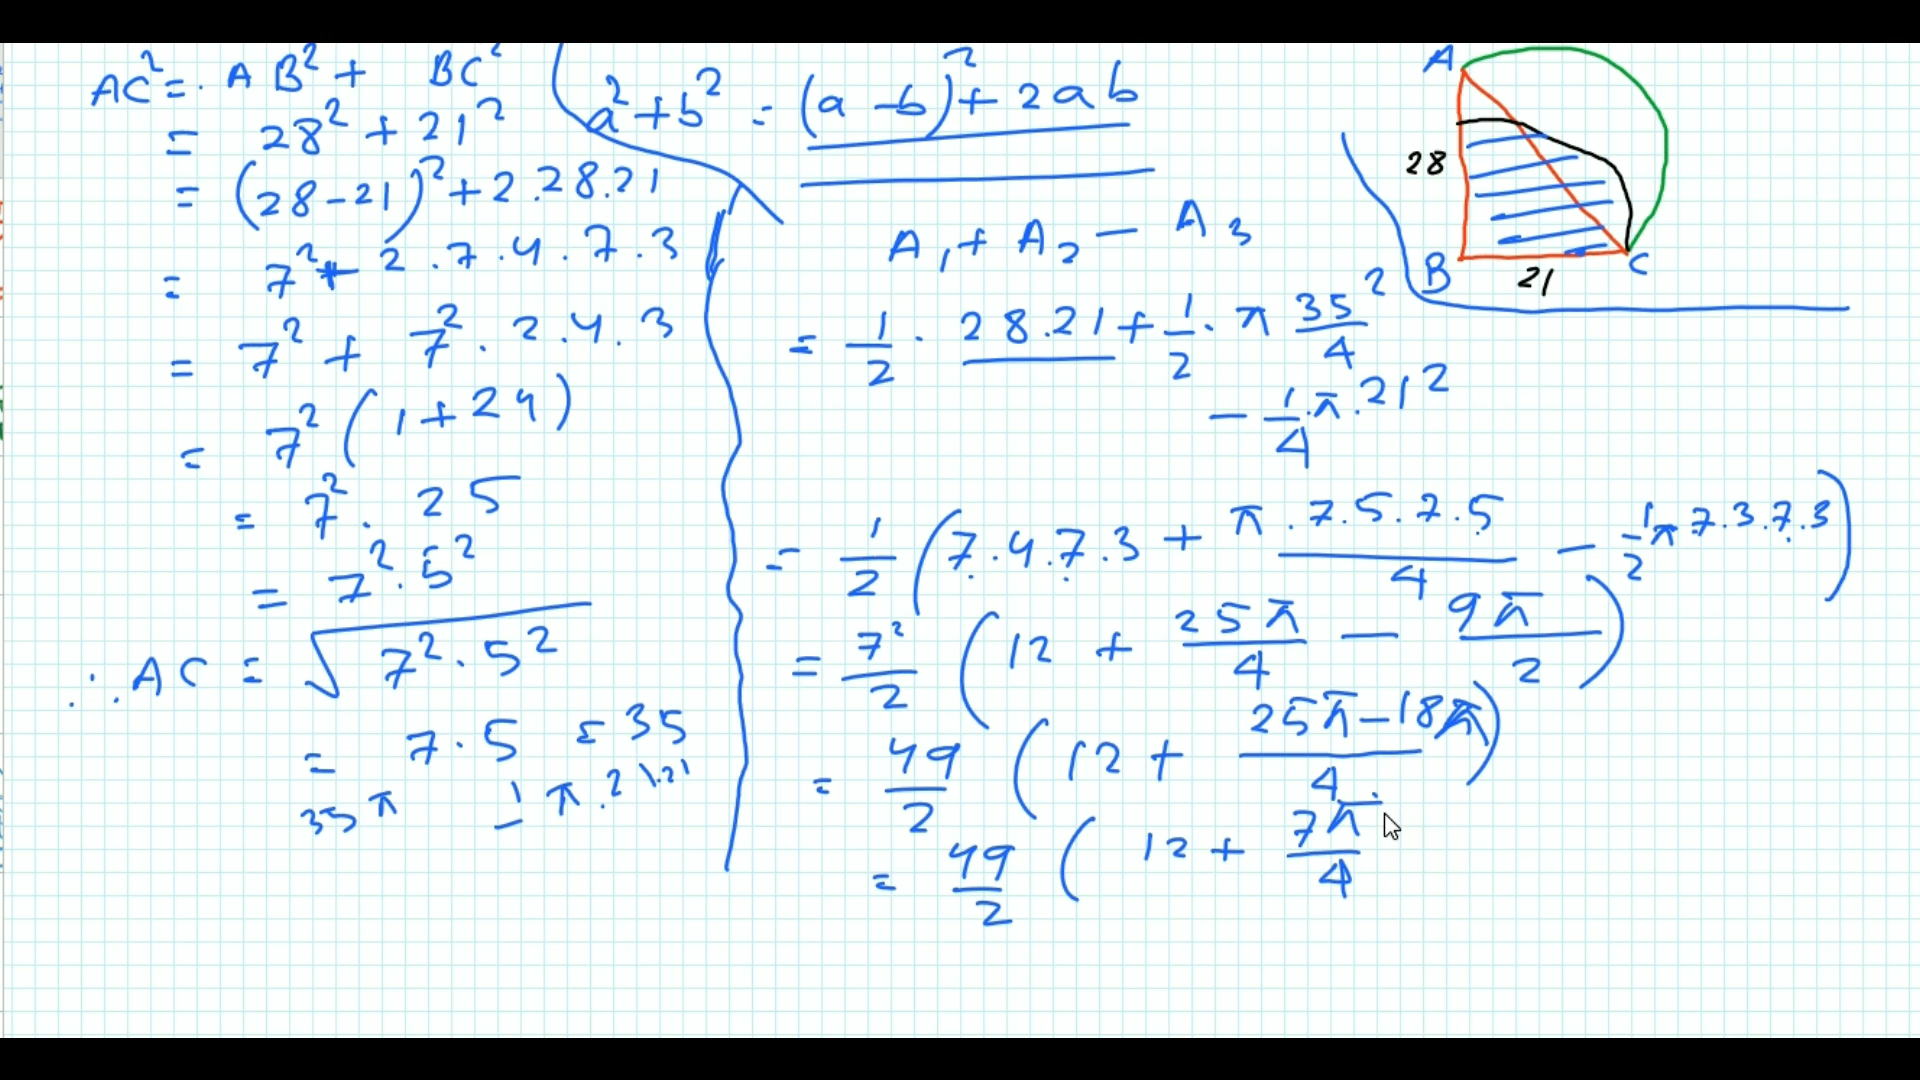 AC² = AB² + BC²
= 28² + 21²
= (28-21)² + 2.28.21
= 7² + 2.7.4.7.3
= 7² + 7².2.4.3
= 7² (1+24)
= 7². 25
= 7².5²
∴ AC = √7².5²
= 7.5 = 35
35π 1 π.21.21
a²+b² = (a-b)²+2ab
A₁+A₂-A₃
= 1/2 . 28.21 + 1/2 . π 35²/4
- 1/4 π.21²
= 1/2 (7.4.7.3 + π.7.5.7.5/4 - 1/2 π 7.3.7.3)
= 7²/2 (12 + 25π/4 - 9π/2)
= 49/2 (12 + 25π-18π/4)
= 49/2 (12 + 7π/4
A
28
B
21
C